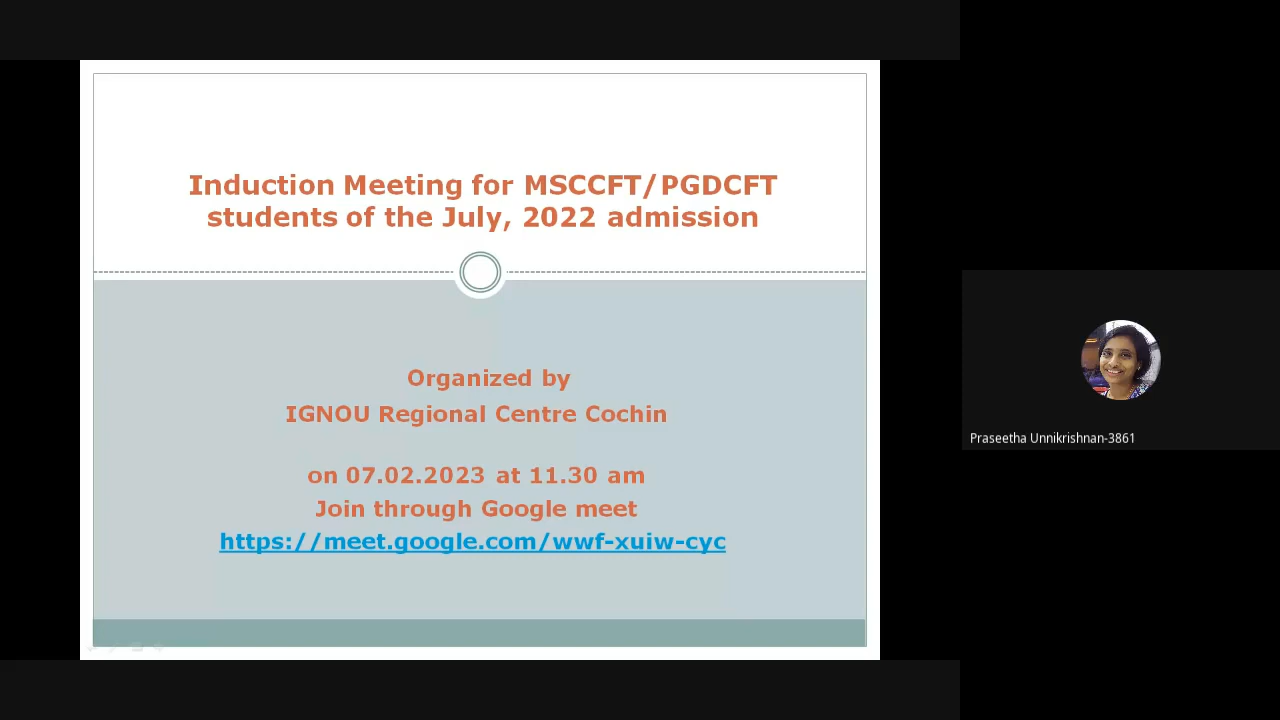 Induction Meeting for MSCCFT/PGDCFT
students of the July, 2022 admission
Organized by
IGNOU Regional Centre Cochin
on 07.02.2023 at 11.30 am
Join through Google meet
https://meet.google.com/wwf-xuiw-cyc
Praseetha Unnikrishnan-3861